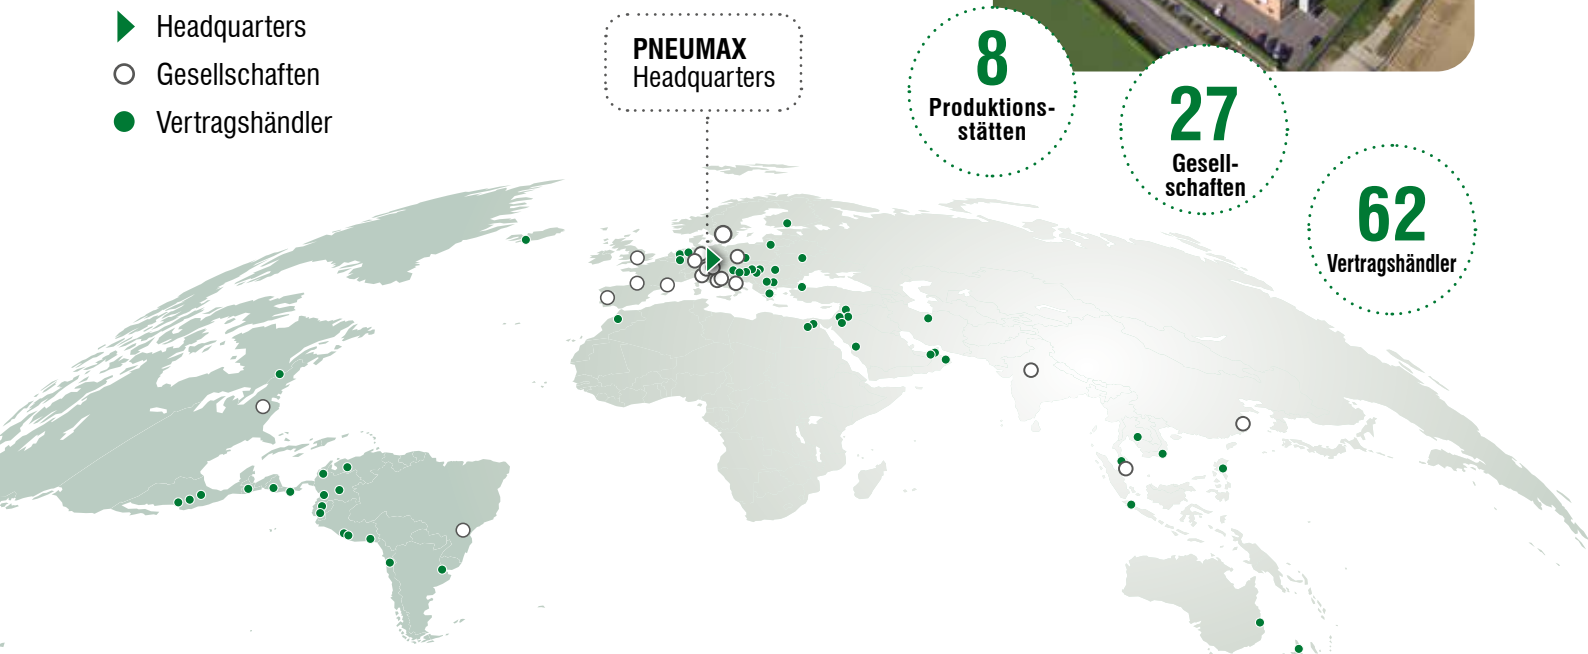 Headquarters
Gesellschaften
Vertragshändler
PNEUMAX
Headquarters
8
Produktions-
stätten
27
Gesell-
schaften
62
Vertragshändler